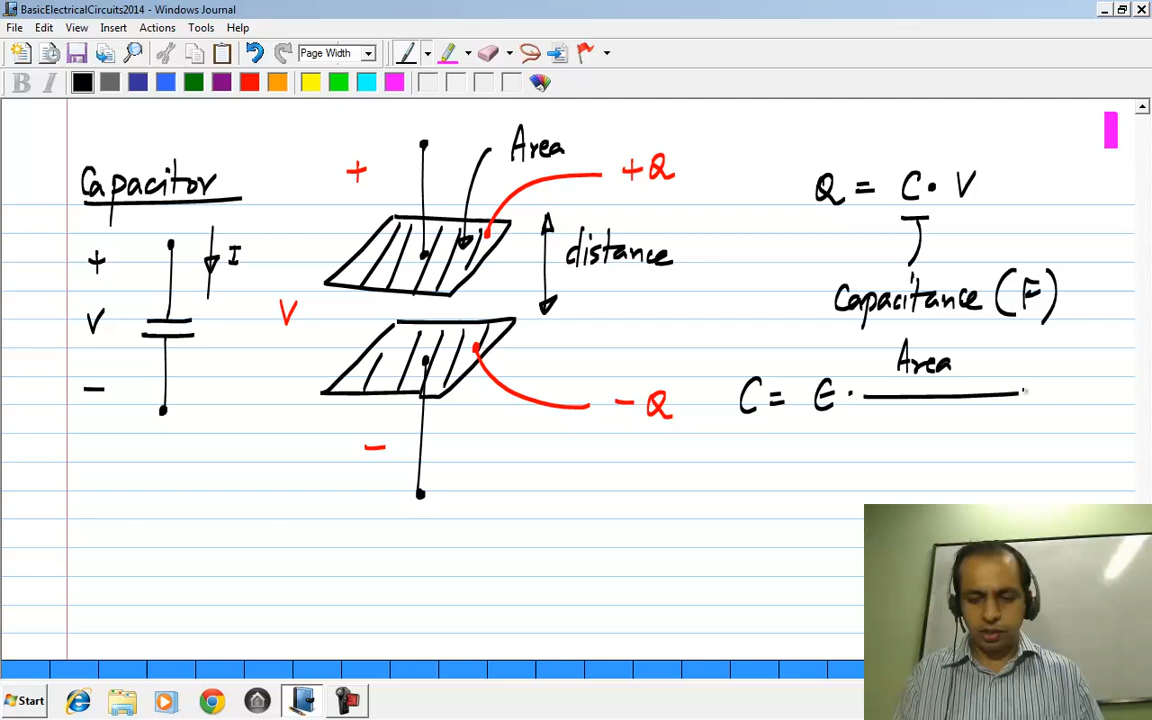 BasicElectricalCircuits2014 - Windows Journal
File Edit View Insert Actions Tools Help
Page Width
B I
Capacitor
+
I
V
-
+
Area
+Q
distance
V
-Q
-
Q = C · V
Capacitance (F)
Area
C = ϵ ·
Start